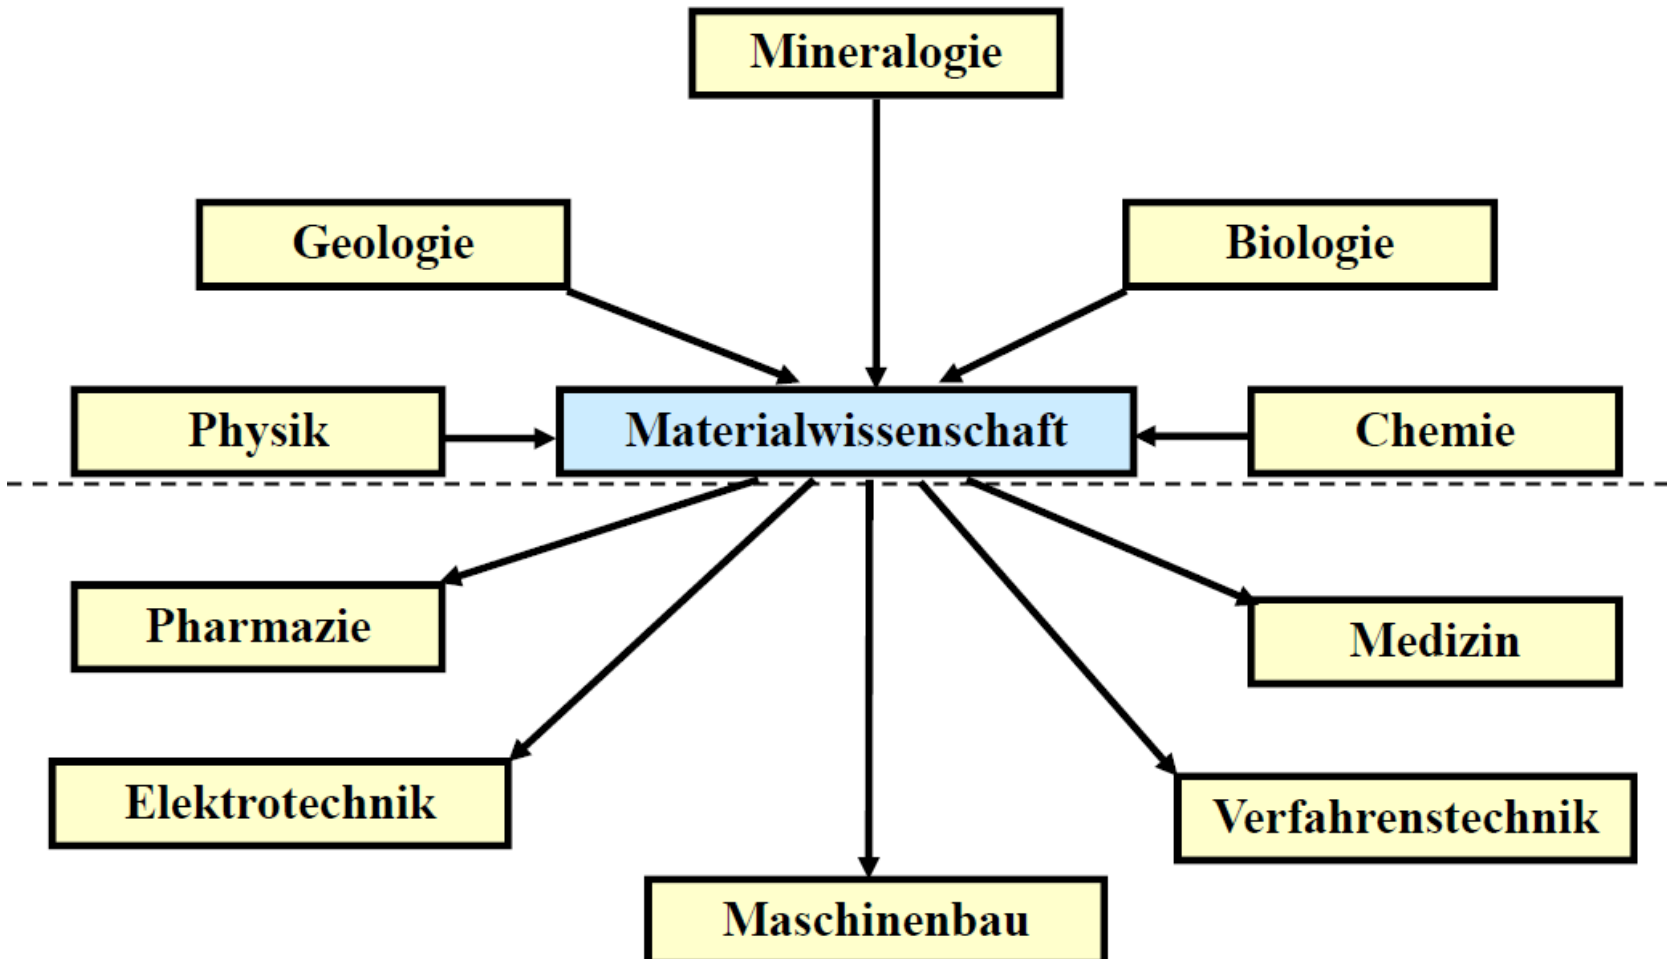 Mineralogie
Geologie
Biologie
Physik
Materialwissenschaft
Chemie
Pharmazie
Medizin
Elektrotechnik
Verfahrenstechnik
Maschinenbau